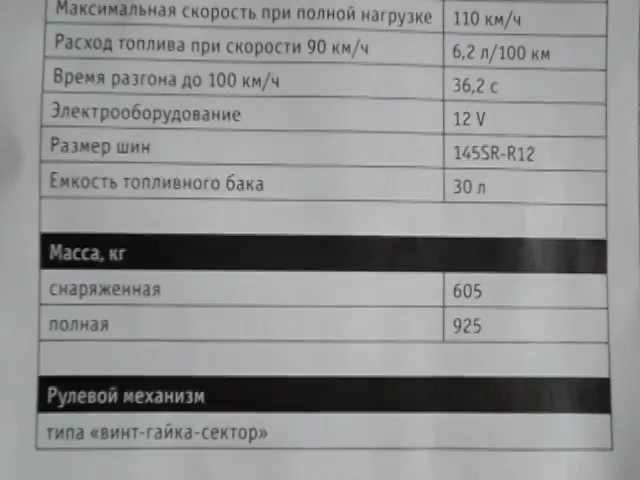 Максимальная скорость при полной нагрузке 110 км/ч
Расход топлива при скорости 90 км/ч 6,2 л/100 км
Время разгона до 100 км/ч 36,2 с
Электрооборудование 12 V
Размер шин 145SR-R12
Емкость топливного бака 30 л
Масса, кг
снаряженная 605
полная 925
Рулевой механизм
типа «винт-гайка-сектор»